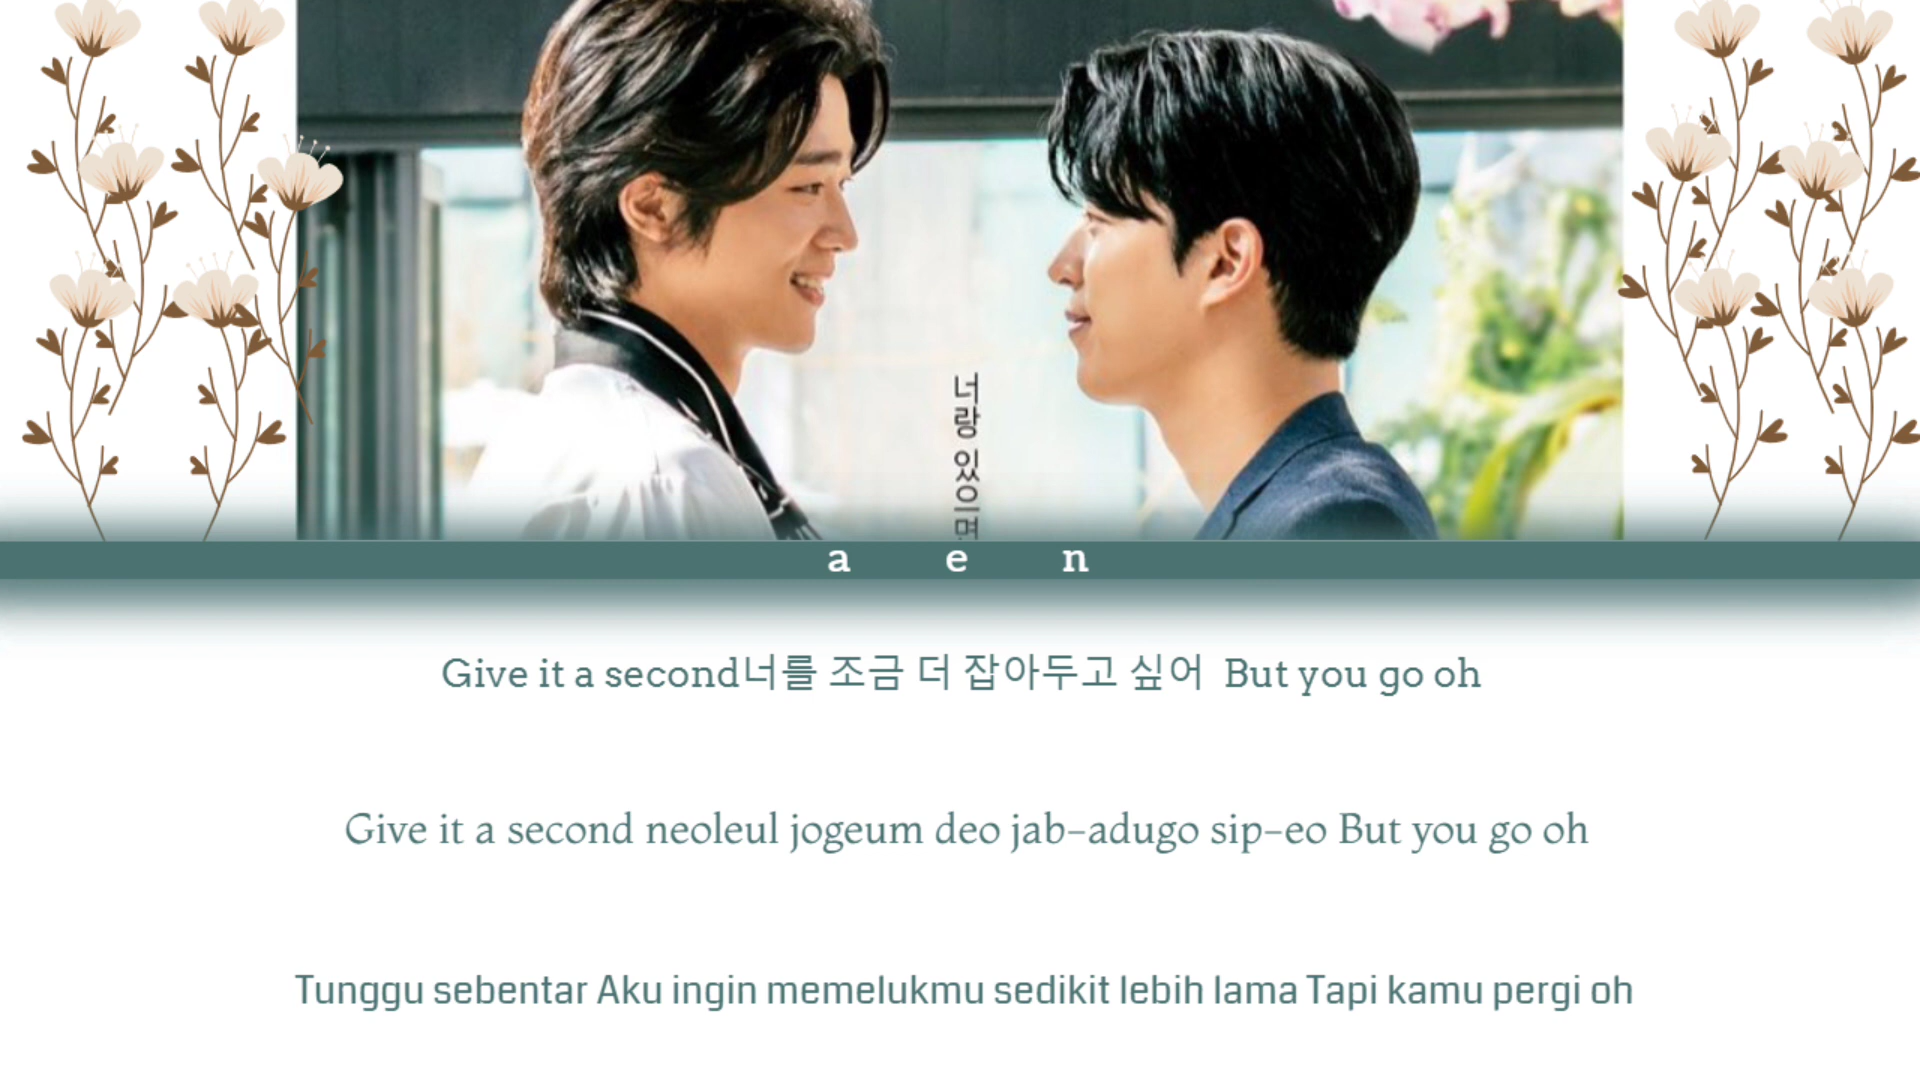 너랑 있으면
a e n
Give it a second너를 조금 더 잡아두고 싶어 But you go oh
Give it a second neoleul jogeum deo jab-adugo sip-eo But you go oh
Tunggu sebentar Aku ingin memelukmu sedikit lebih lama Tapi kamu pergi oh